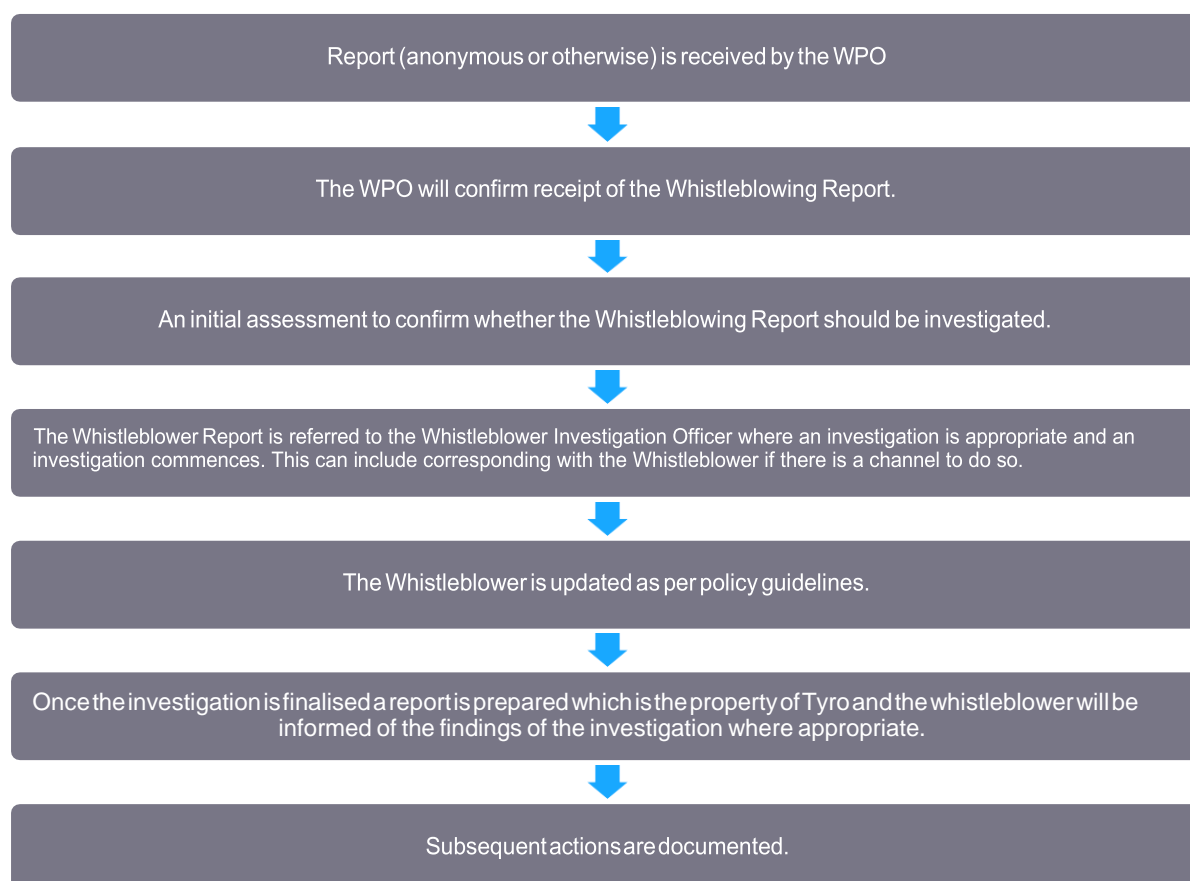 Report (anonymous or otherwise) is received by the WPO
The WPO will confirm receipt of the Whistleblowing Report.
An initial assessment to confirm whether the Whistleblowing Report should be investigated.
The Whistleblower Report is referred to the Whistleblower Investigation Officer where an investigation is appropriate and an
investigation commences. This can include corresponding with the Whistleblower if there is a channel to do so.
The Whistleblower is updated as per policy guidelines.
Once the investigation is finalised a report is prepared which is the property of Tyro and the whistleblower will be
informed of the findings of the investigation where appropriate.
Subsequent actions are documented.